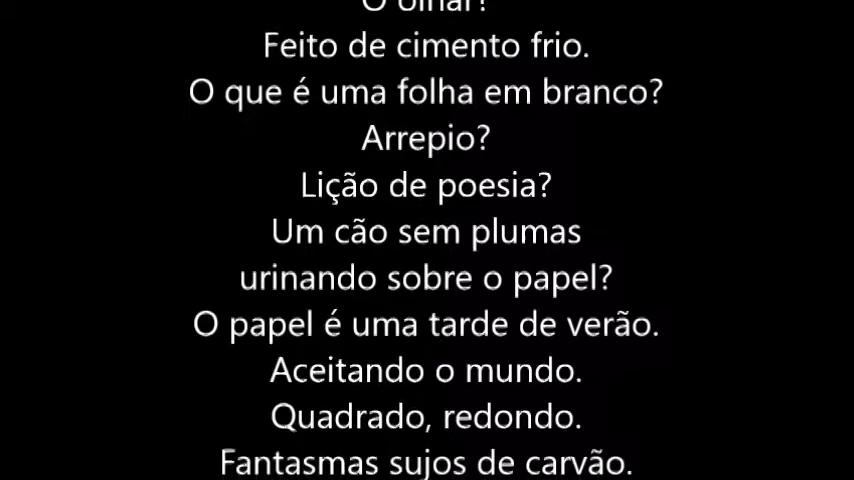 O olhar?
Feito de cimento frio.
O que é uma folha em branco?
Arrepio?
Lição de poesia?
Um cão sem plumas
urinando sobre o papel?
O papel é uma tarde de verão.
Aceitando o mundo.
Quadrado, redondo.
Fantasmas sujos de carvão.